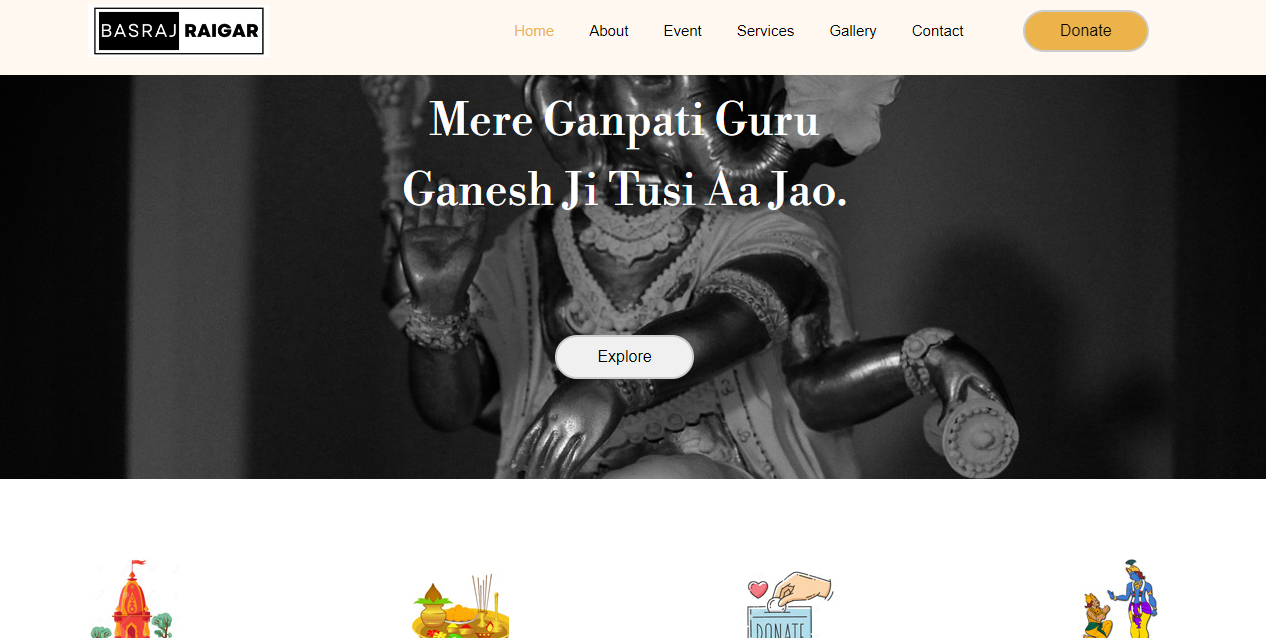 BASRAJ RAIGAR
Home About Event Services Gallery Contact Donate
Mere Ganpati Guru
Ganesh Ji Tusi Aa Jao.
Explore
DONATE